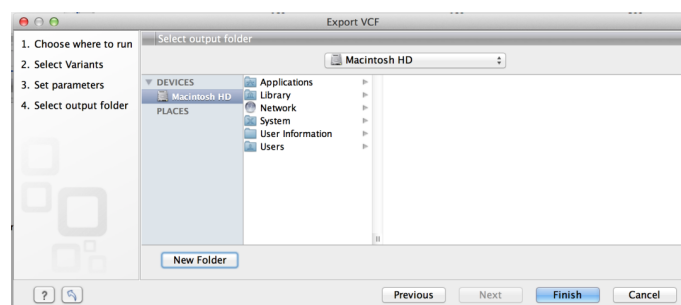 Export VCF
1. Choose where to run
2. Select Variants
3. Set parameters
4. Select output folder
Select output folder
Macintosh HD
DEVICES
Macintosh HD
PLACES
Applications
Library
Network
System
User Information
Users
New Folder
?
Previous
Next
Finish
Cancel